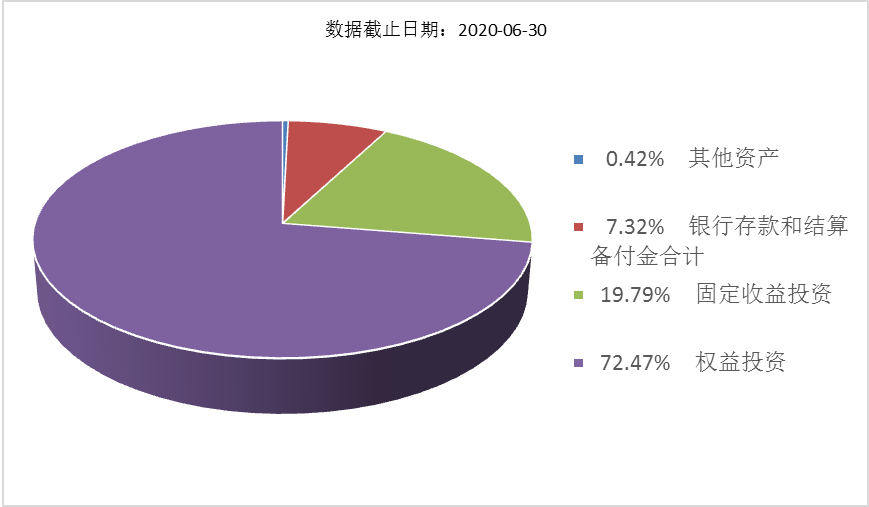 数据截止日期：2020-06-30
0.42% 其他资产
7.32% 银行存款和结算
备付金合计
19.79% 固定收益投资
72.47% 权益投资